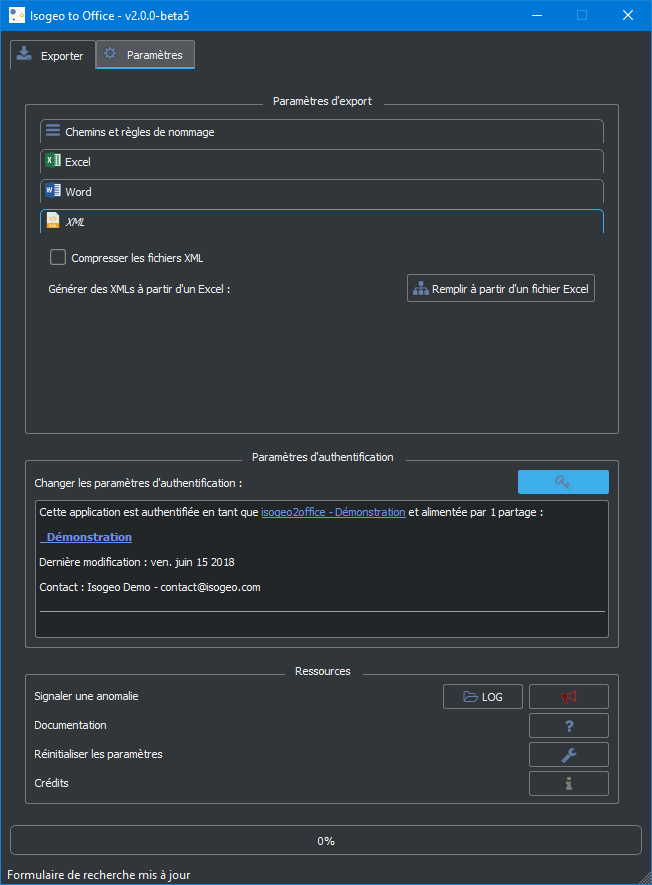 Isogeo to Office - v2.0.0-beta5
Exporter
Paramètres
Paramètres d'export
Chemins et règles de nommage
Excel
Word
XML
Compresser les fichiers XML
Générer des XMLs à partir d'un Excel :
Remplir à partir d'un fichier Excel
Paramètres d'authentification
Changer les paramètres d'authentification :
Cette application est authentifiée en tant que isogeo2office - Démonstration et alimentée par 1 partage :
Démonstration
Dernière modification : ven. juin 15 2018
Contact : Isogeo Demo - contact@isogeo.com
Ressources
Signaler une anomalie
LOG
Documentation
Réinitialiser les paramètres
Crédits
0%
Formulaire de recherche mis à jour